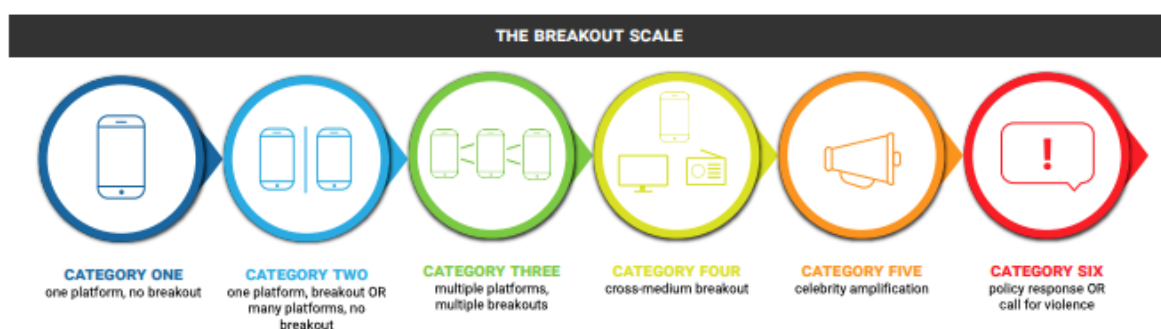 THE BREAKOUT SCALE
CATEGORY ONE
one platform, no breakout
CATEGORY TWO
one platform, breakout OR
many platforms, no
breakout
CATEGORY THREE
multiple platforms,
multiple breakouts
CATEGORY FOUR
cross-medium breakout
CATEGORY FIVE
celebrity amplification
CATEGORY SIX
policy response OR
call for violence